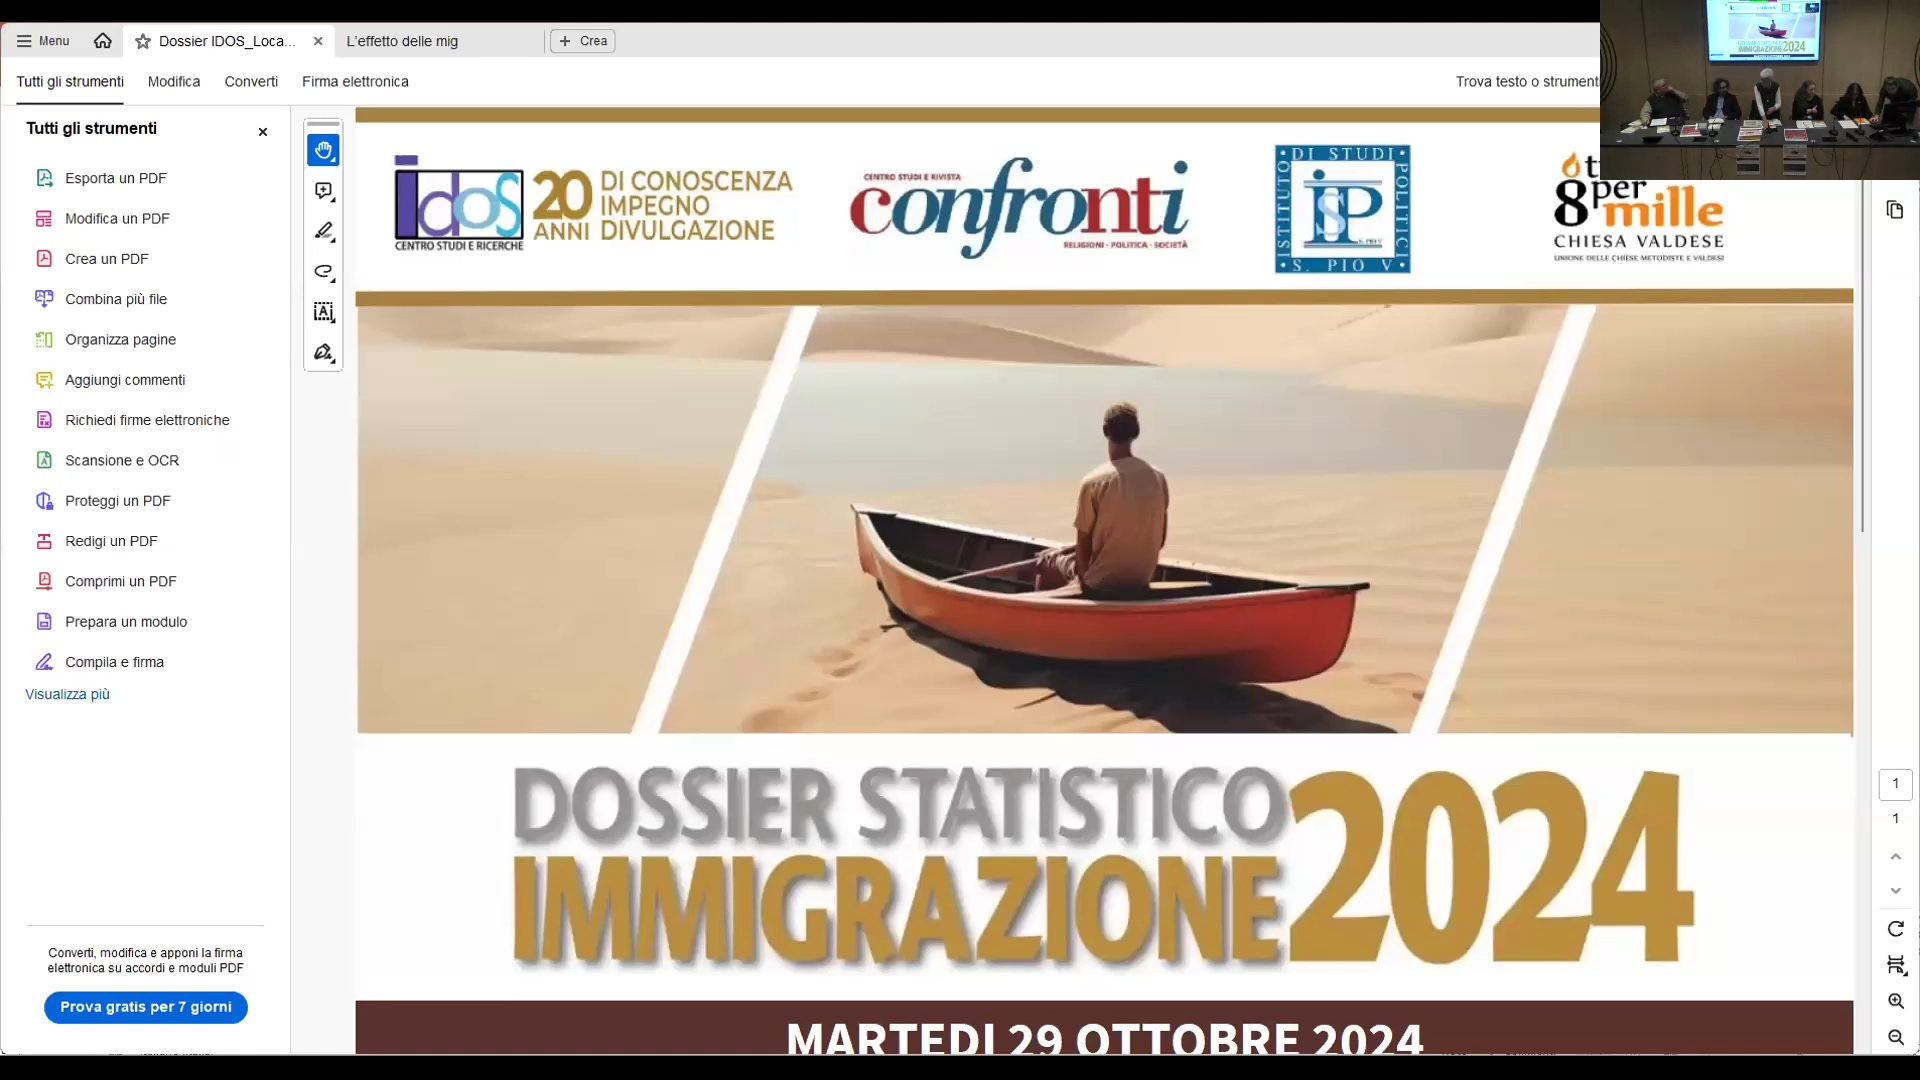 Menu
Dossier IDOS_Loca...
L'effetto delle mig
Crea
Tutti gli strumenti
Modifica
Converti
Firma elettronica
Trova testo o strument
Tutti gli strumenti
Esporta un PDF
Modifica un PDF
Crea un PDF
Combina più file
Organizza pagine
Aggiungi commenti
Richiedi firme elettroniche
Scansione e OCR
Proteggi un PDF
Redigi un PDF
Comprimi un PDF
Prepara un modulo
Compila e firma
Visualizza più
Converti, modifica e apponi la firma
elettronica su accordi e moduli PDF
Prova gratis per 7 giorni
IdoS
CENTRO STUDI E RICERCHE
20
ANNI
DI CONOSCENZA
IMPEGNO
DIVULGAZIONE
CENTRO STUDI E RIVISTA
confronti
RELIGIONI - POLITICA - SOCIETÀ
ISTITUTO
DI STUDI
POLITICI
S. PIO V
8
per
mille
CHIESA VALDESE
UNIONE DELLE CHIESE METODISTE E VALDESI
DOSSIER STATISTICO
IMMIGRAZIONE 2024
MARTEDI 29 OTTOBRE 2024
1
1